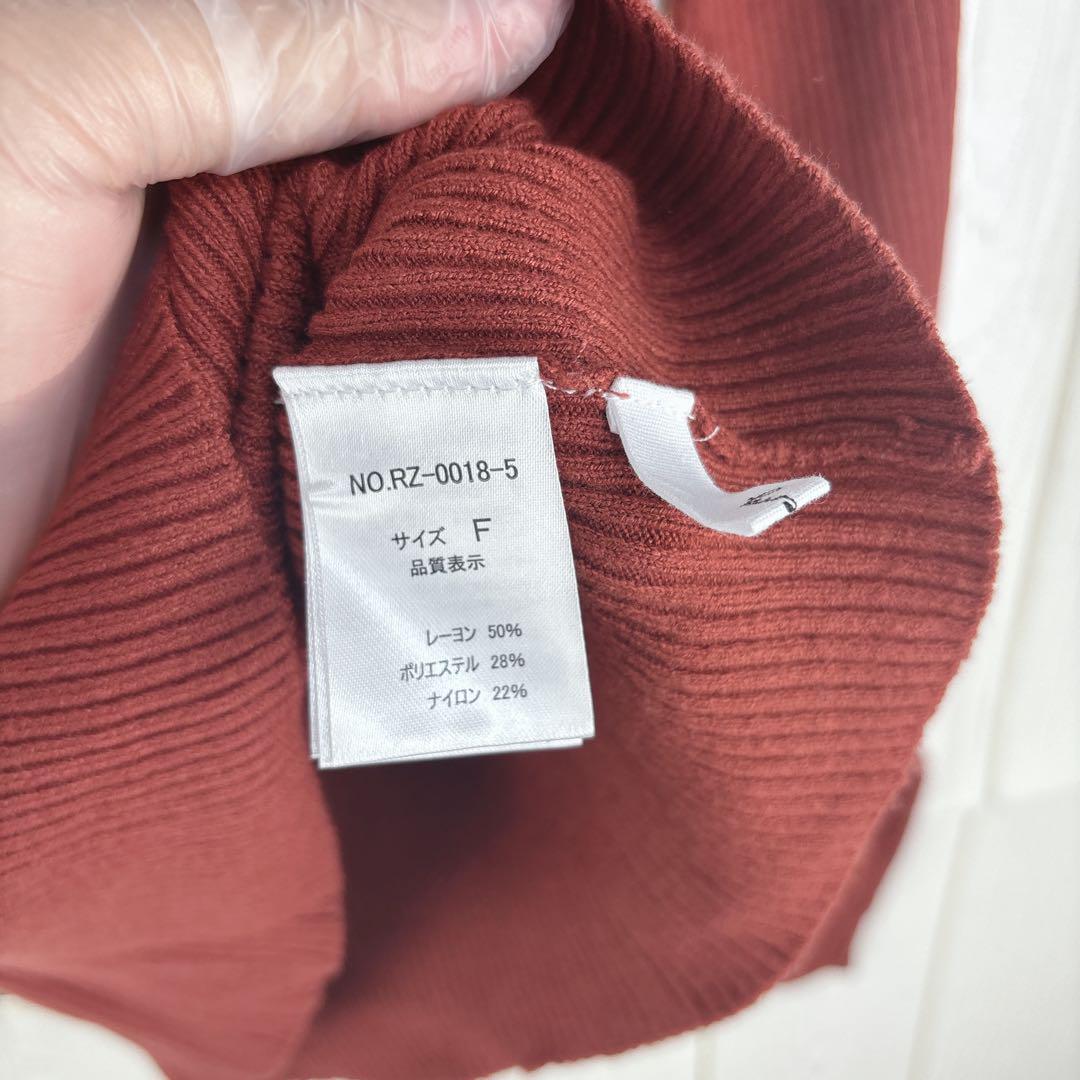 NO.RZ-0018-5
サイズ F
品質表示
レーヨン 50%
ポリエステル 28%
ナイロン 22%